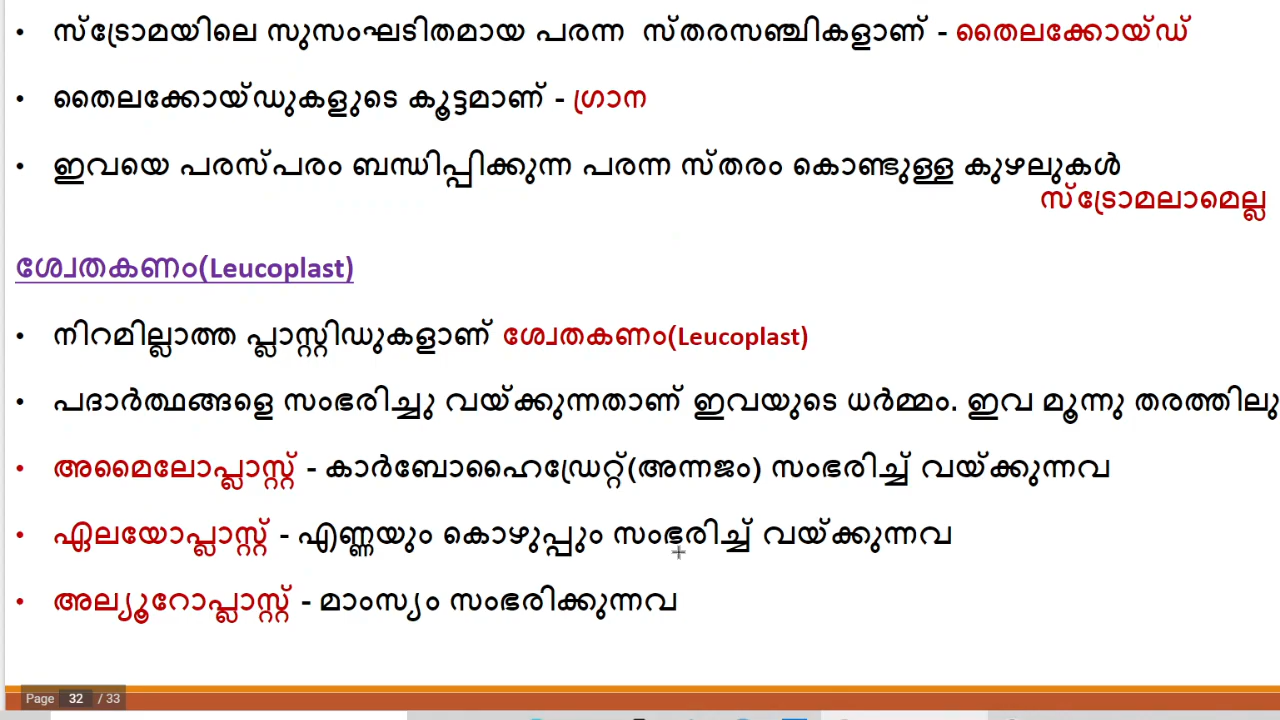 • സ്ട്രോമയിലെ സുസംഘടിതമായ പരന്ന സ്തരസഞ്ചികളാണ് - തൈലക്കോയ്ഡ്
• തൈലക്കോയ്ഡുകളുടെ കൂട്ടമാണ് - ഗ്രാന
• ഇവയെ പരസ്പരം ബന്ധിപ്പിക്കുന്ന പരന്ന സ്തരം കൊണ്ടുള്ള കുഴലുകൾ
സ്ട്രോമലാമെല്ല
ശ്വേതകണം(Leucoplast)
• നിറമില്ലാത്ത പ്ലാസ്റ്റിഡുകളാണ് ശ്വേതകണം(Leucoplast)
• പദാർത്ഥങ്ങളെ സംഭരിച്ചു വയ്ക്കുന്നതാണ് ഇവയുടെ ധർമ്മം. ഇവ മൂന്നു തരത്തിലു
• അമൈലോപ്ലാസ്റ്റ് - കാർബോഹൈഡ്രേറ്റ്(അന്നജം) സംഭരിച്ച് വയ്ക്കുന്നവ
• ഏലയോപ്ലാസ്റ്റ് - എണ്ണയും കൊഴുപ്പും സംഭരിച്ച് വയ്ക്കുന്നവ
• അല്യൂറോപ്ലാസ്റ്റ് - മാംസ്യം സംഭരിക്കുന്നവ
Page 32 / 33